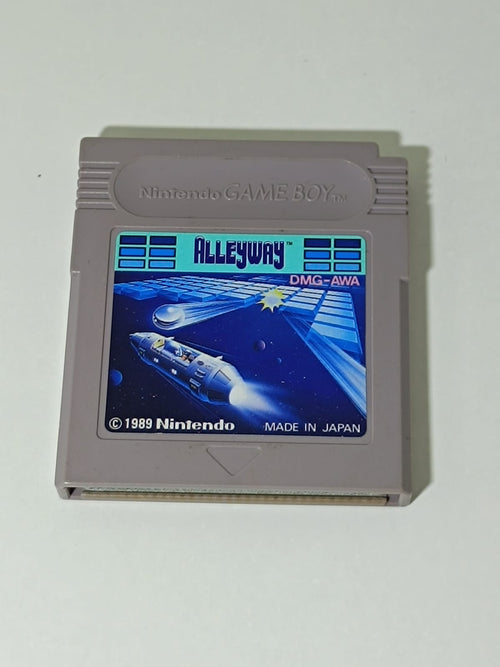 Nintendo GAME BOY™
ALLEYWAY™
DMG-AWA
© 1989 Nintendo MADE IN JAPAN